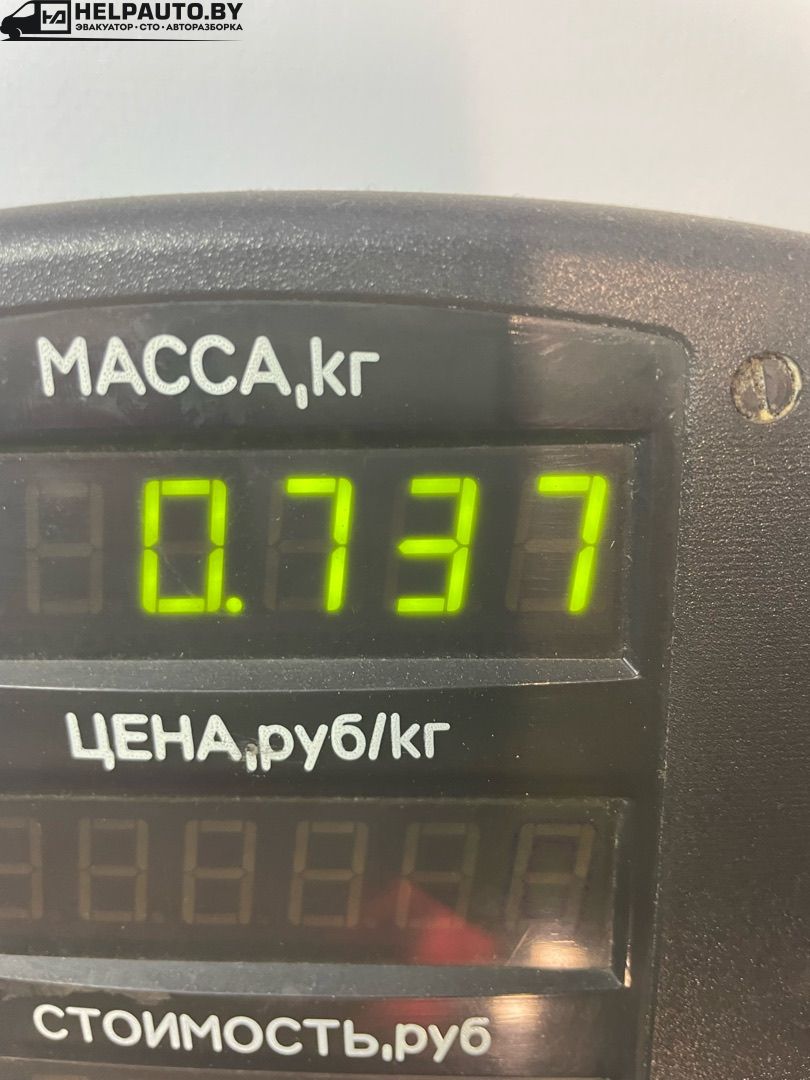 HELPAUTO.BY
ЭВАКУАТОР • СТО • АВТОРАЗБОРКА
МАССА,кг
0.737
ЦЕНА,руб/кг
СТОИМОСТЬ,руб